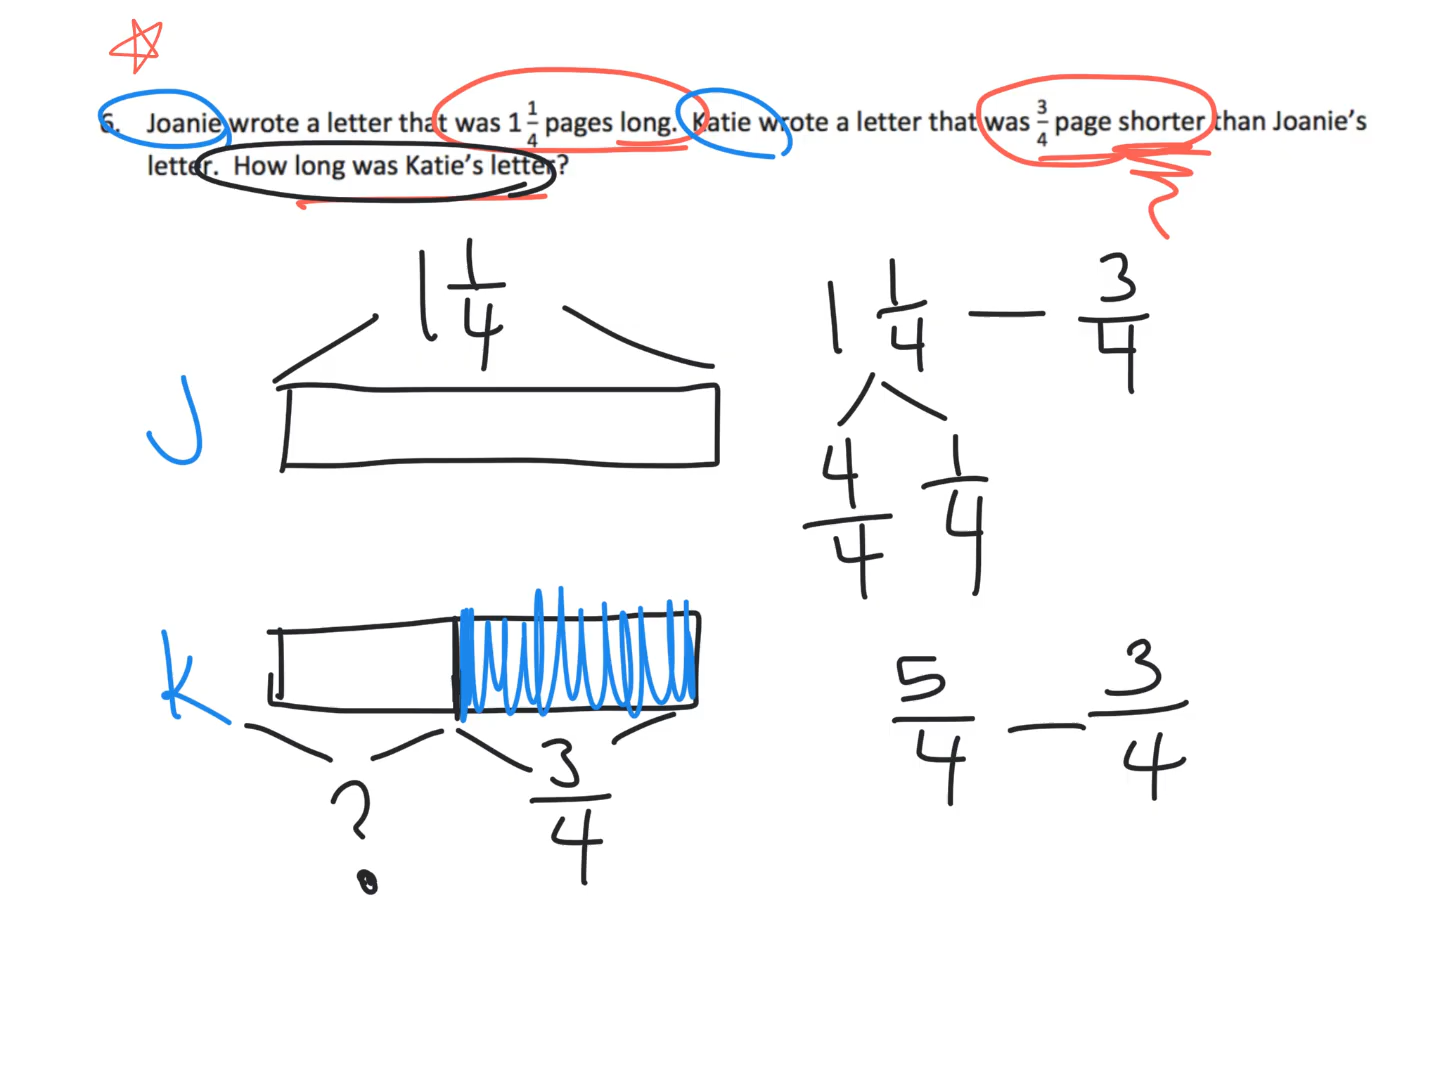 6. Joanie wrote a letter that was 1 1/4 pages long. Katie wrote a letter that was 3/4 page shorter than Joanie's
letter. How long was Katie's letter?
1 1/4
1 1/4 — 3/4
J
4/4 1/4
K
5/4 — 3/4
? 3/4